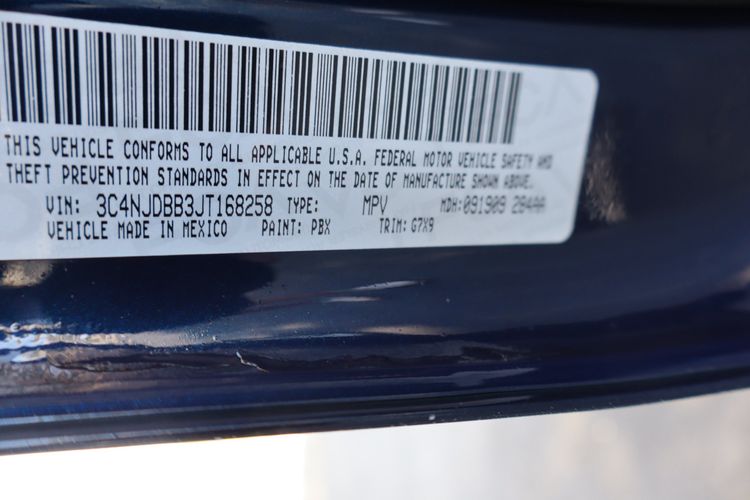 THIS VEHICLE CONFORMS TO ALL APPLICABLE U.S.A. FEDERAL MOTOR VEHICLE SAFETY AND
THEFT PREVENTION STANDARDS IN EFFECT ON THE DATE OF MANUFACTURE SHOWN ABOVE.
VIN: 3C4NJDBB3JT168258 TYPE: MPV MDH:091909 284AA
VEHICLE MADE IN MEXICO PAINT: PBX TRIM: G7X9